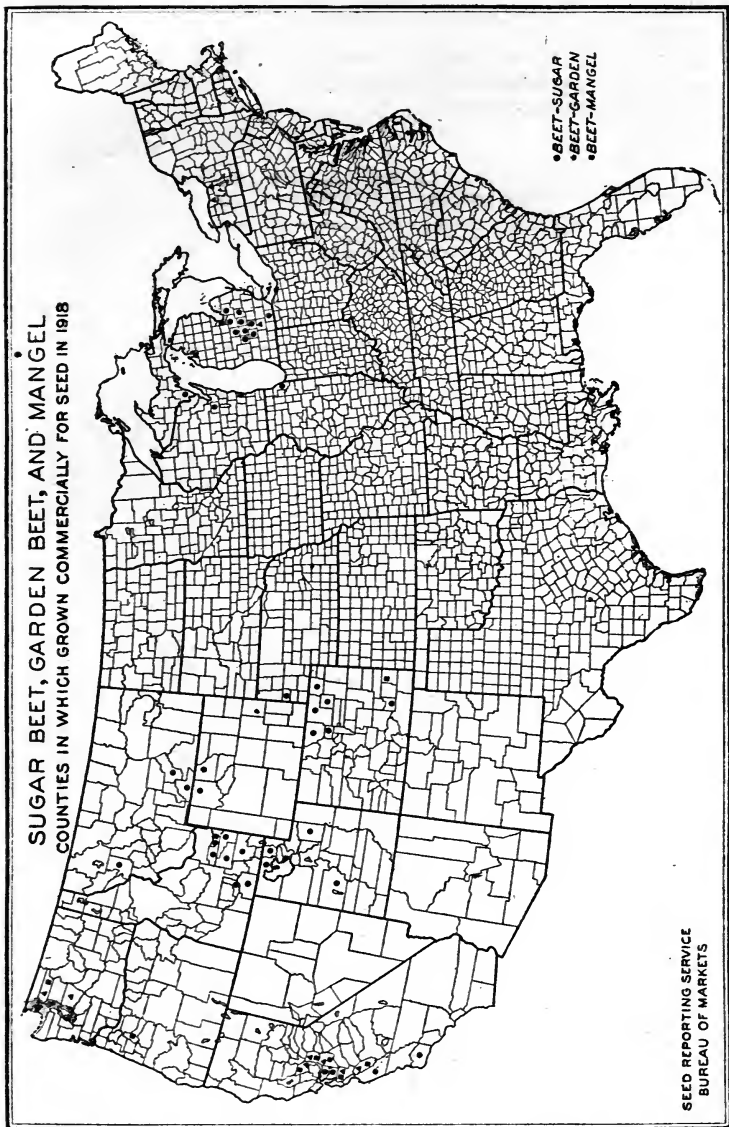 SUGAR BEET, GARDEN BEET, AND MANGEL
COUNTIES IN WHICH GROWN COMMERCIALLY FOR SEED IN 1918
BEET-SUGAR
BEET-GARDEN
BEET-MANGEL
SEED REPORTING SERVICE
BUREAU OF MARKETS